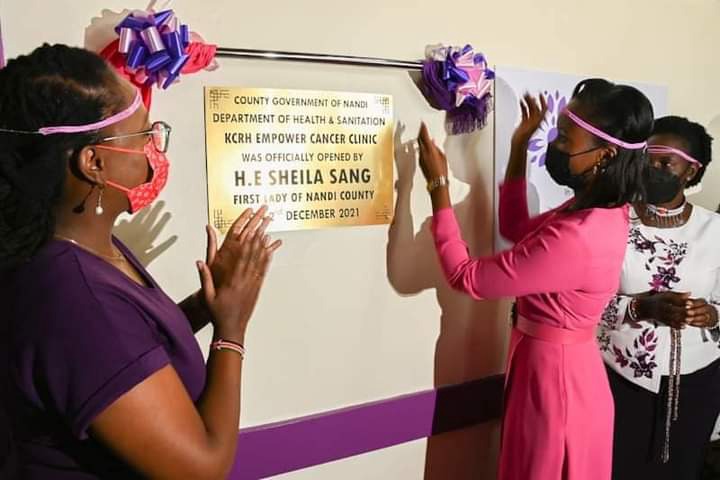 COUNTY GOVERNMENT OF NANDI
DEPARTMENT OF HEALTH & SANITATION
KCRH EMPOWER CANCER CLINIC
WAS OFFICIALLY OPENED BY
H.E SHEILA SANG
FIRST LADY OF NANDI COUNTY
2nd DECEMBER 2021